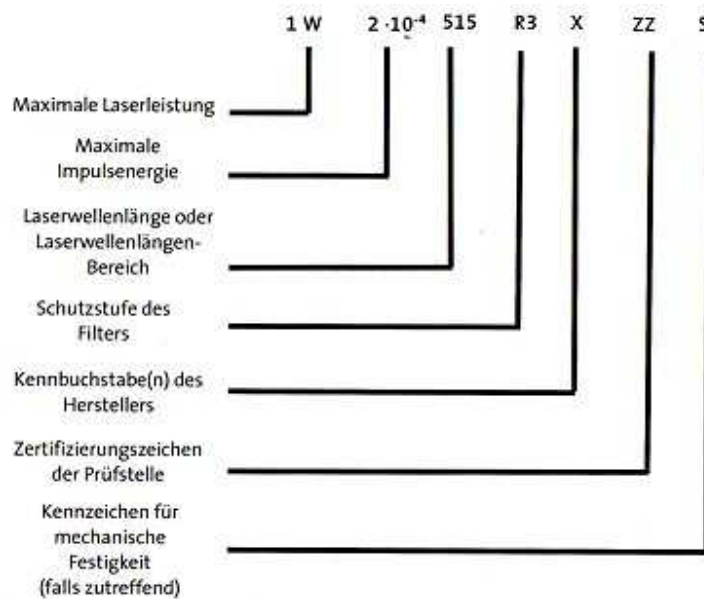 1 W 2 ·10⁻⁴ 515 R3 X ZZ S
Maximale Laserleistung
Maximale
Impulsenergie
Laserwellenlänge oder
Laserwellenlängen-
Bereich
Schutzstufe des
Filters
Kennbuchstabe(n) des
Herstellers
Zertifizierungszeichen
der Prüfstelle
Kennzeichen für
mechanische
Festigkeit
(falls zutreffend)